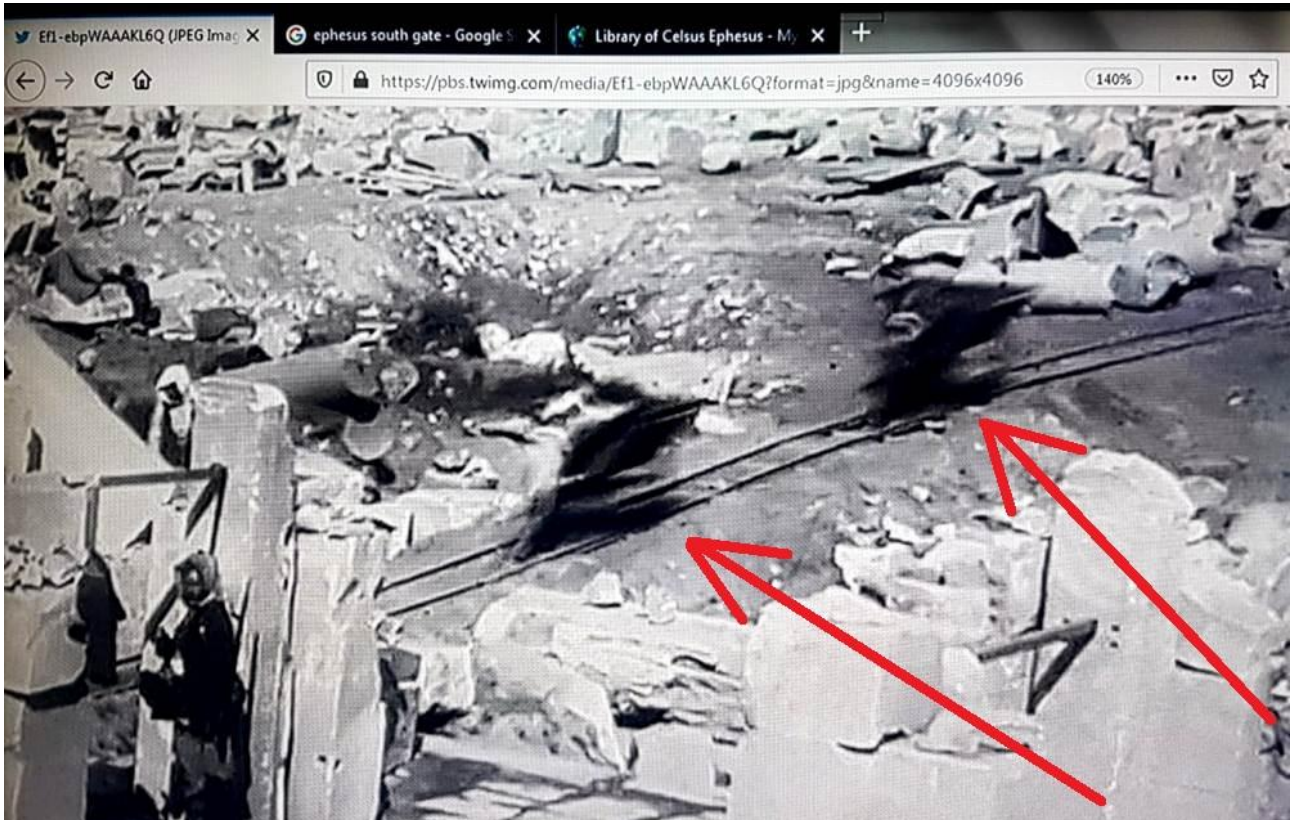 Ef1-ebpWAAAKL6Q (JPEG Imag
ephesus south gate - Google S
Library of Celsus Ephesus - My
https://pbs.twimg.com/media/Ef1-ebpWAAAKL6Q?format=jpg&name=4096x4096
140%